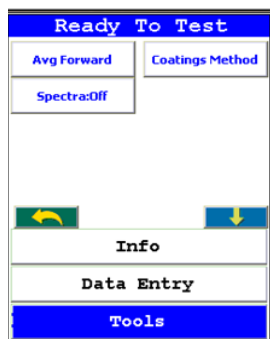 Ready To Test
Avg Forward
Coatings Method
Spectra:Off
Info
Data Entry
Tools